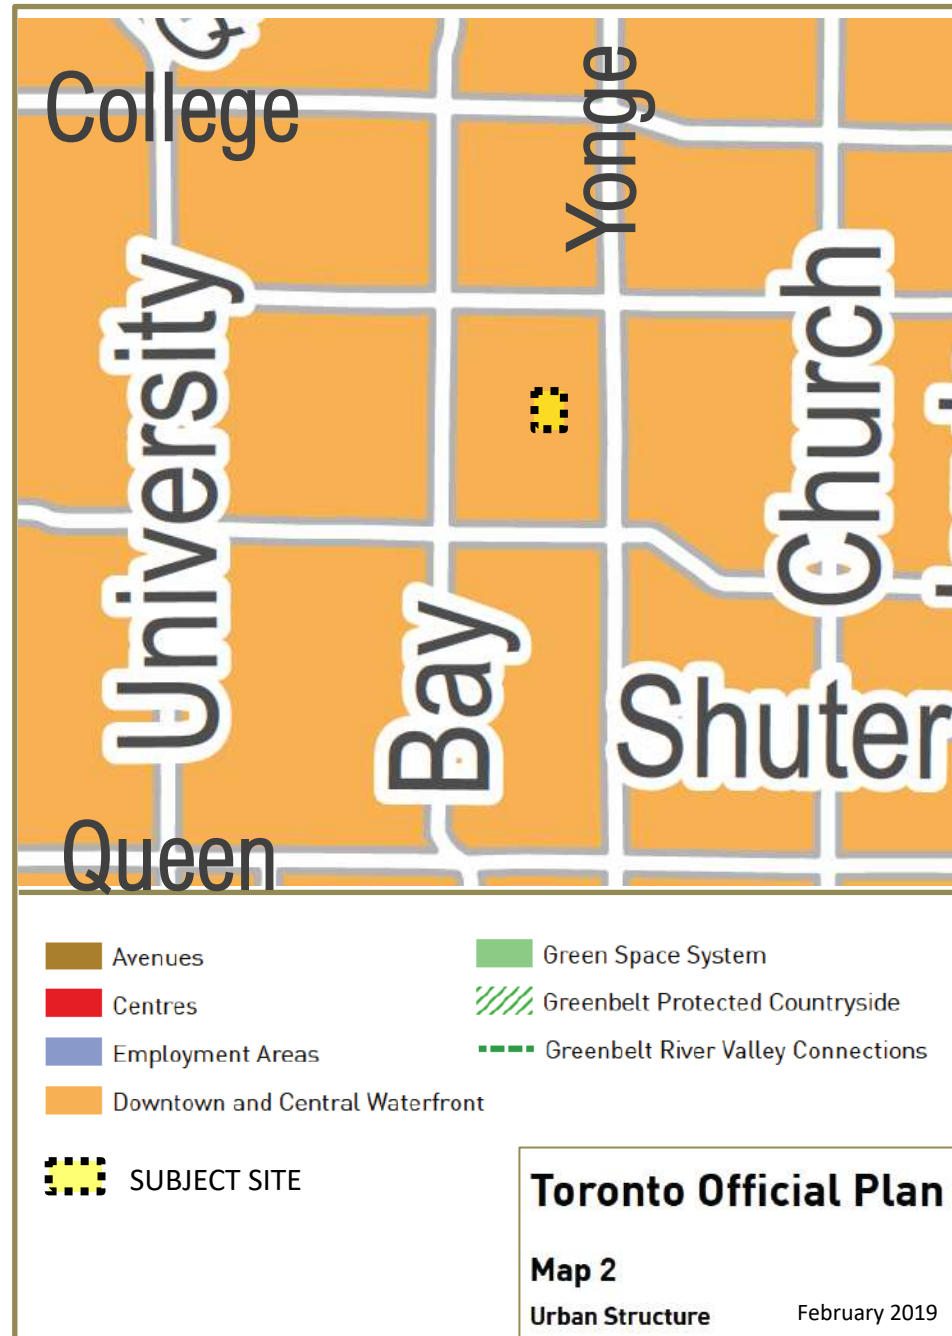 College
Yonge
University
Church
Bay
Shuter
Queen
Avenues
Centres
Employment Areas
Downtown and Central Waterfront
Green Space System
Greenbelt Protected Countryside
Greenbelt River Valley Connections
SUBJECT SITE
Toronto Official Plan
Map 2
Urban Structure
February 2019